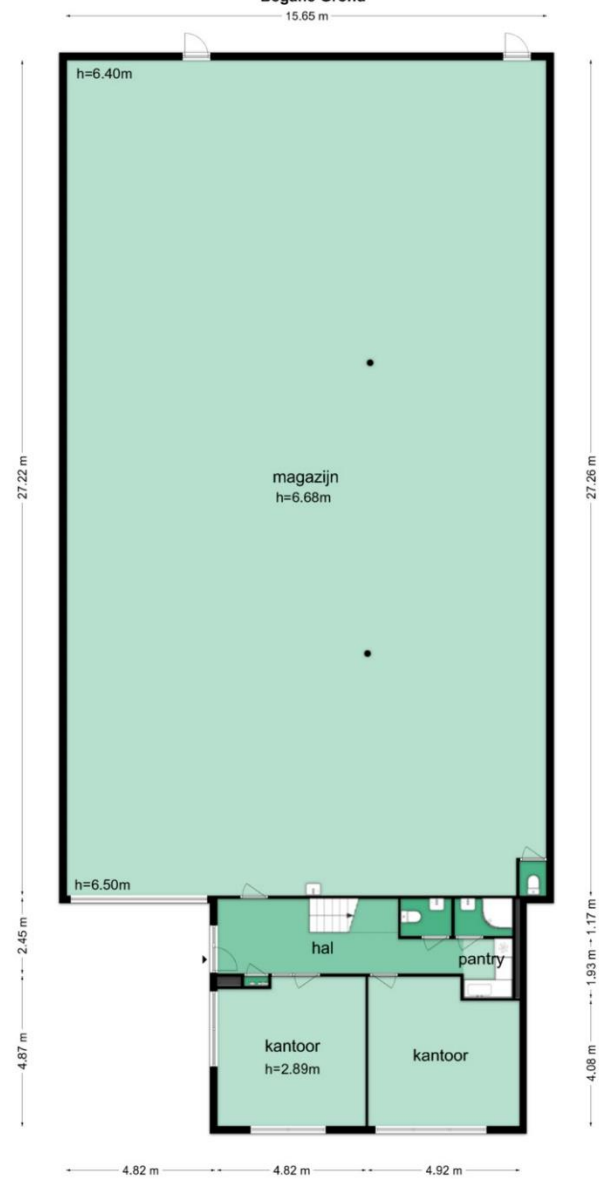 15.65 m
h=6.40m
27.22 m
27.26 m
magazijn
h=6.68m
h=6.50m
2.45 m
1.17 m
hal
pantry
1.93 m
kantoor
h=2.89m
kantoor
4.87 m
4.08 m
4.82 m
4.82 m
4.92 m